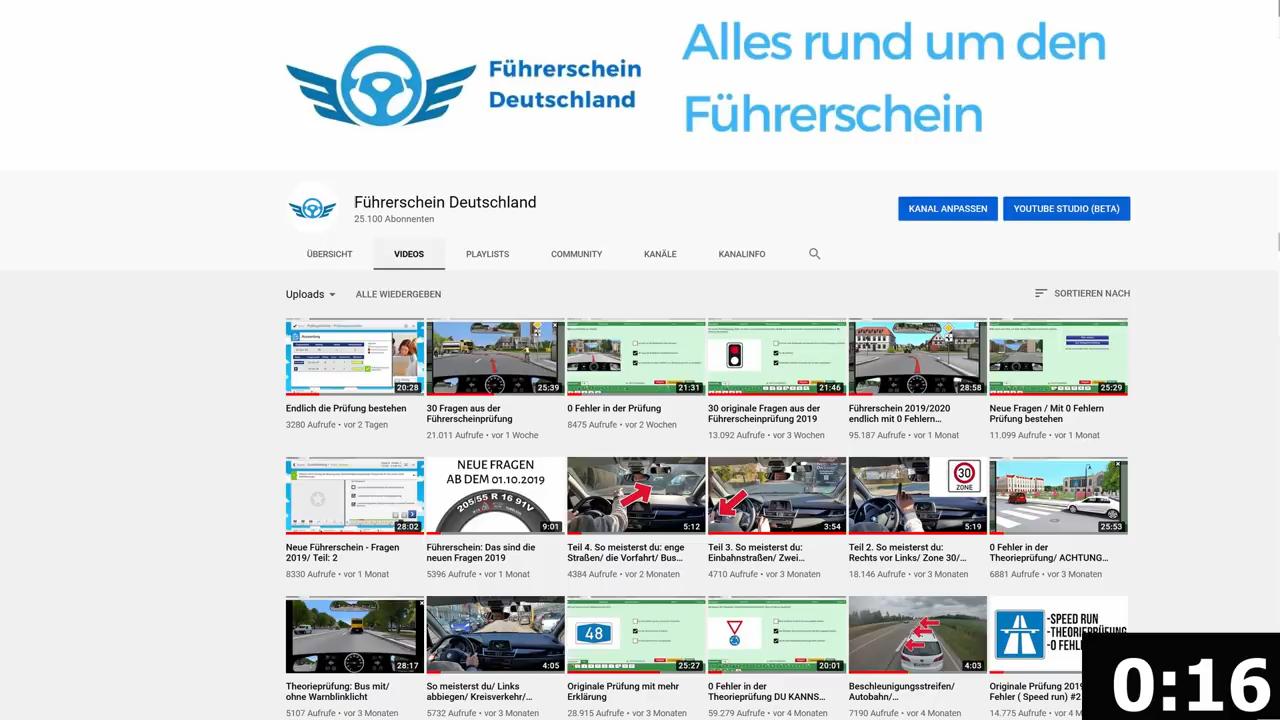 Führerschein
Deutschland
Alles rund um den
Führerschein
Führerschein Deutschland
25.100 Abonnenten
KANAL ANPASSEN
YOUTUBE STUDIO (BETA)
ÜBERSICHT
VIDEOS
PLAYLISTS
COMMUNITY
KANÄLE
KANALINFO
Uploads
ALLE WIEDERGEBEN
SORTIEREN NACH
20:28
25:39
21:31
21:46
28:58
25:29
Endlich die Prüfung bestehen
3280 Aufrufe • vor 2 Tagen
30 Fragen aus der
Führerscheinprüfung
21.011 Aufrufe • vor 1 Woche
0 Fehler in der Prüfung
8475 Aufrufe • vor 2 Wochen
30 originale Fragen aus der
Führerscheinprüfung 2019
13.092 Aufrufe • vor 3 Wochen
Führerschein 2019/2020
endlich mit 0 Fehlern...
95.187 Aufrufe • vor 1 Monat
Neue Fragen / Mit 0 Fehlern
Prüfung bestehen
11.099 Aufrufe • vor 1 Monat
28:02
NEUE FRAGEN
AB DEM 01.10.2019
205/55 R 16 91V
9:01
5:12
3:54
30
ZONE
5:19
25:53
Neue Führerschein - Fragen
2019/ Teil: 2
8330 Aufrufe • vor 1 Monat
Führerschein: Das sind die
neuen Fragen 2019
5396 Aufrufe • vor 1 Monat
Teil 4. So meisterst du: enge
Straßen/ die Vorfahrt/ Bus...
4384 Aufrufe • vor 2 Monaten
Teil 3. So meisterst du:
Einbahnstraßen/ Zwei...
4710 Aufrufe • vor 3 Monaten
Teil 2. So meisterst du:
Rechts vor Links/ Zone 30/...
18.146 Aufrufe • vor 3 Monaten
0 Fehler in der
Theorieprüfung/ ACHTUNG...
6881 Aufrufe • vor 3 Monaten
28:17
4:05
48
25:27
20:01
4:03
-SPEED RUN
-THEORIEPRÜFUNG
-0 FEHLE
Theorieprüfung: Bus mit/
ohne Warnblinklicht
5107 Aufrufe • vor 3 Monaten
So meisterst du/ Links
abbiegen/ Kreisverkehr/...
5732 Aufrufe • vor 3 Monaten
Originale Prüfung mit mehr
Erklärung
28.915 Aufrufe • vor 3 Monaten
0 Fehler in der
Theorieprüfung DU KANNS...
59.279 Aufrufe • vor 4 Monaten
Beschleunigungsstreifen/
Autobahn/...
7190 Aufrufe • vor 4 Monaten
Originale Prüfung 201
Fehler ( Speed run) #2
14.775 Aufrufe • vor 4 M
0:16